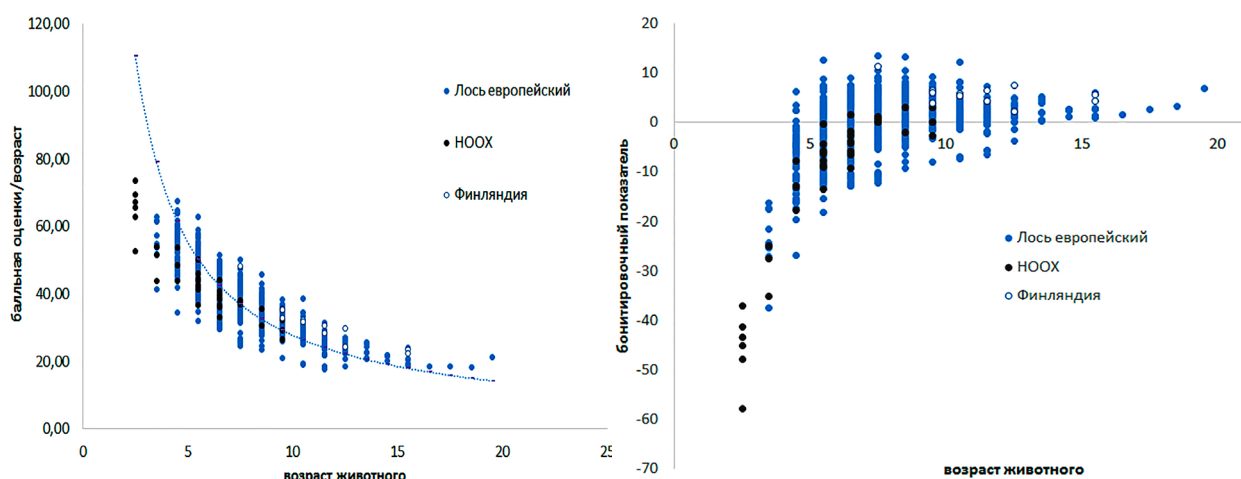 120,00
100,00
80,00
60,00
40,00
20,00
0,00
0
5
10
15
20
25
балльная оценки/возраст
возраст животного
Лось европейский
НООХ
Финляндия
20
10
0
-10
-20
-30
-40
-50
-60
-70
0
5
10
15
20
бонитировочный показатель
Лось европейский
НООХ
Финляндия
возраст животного